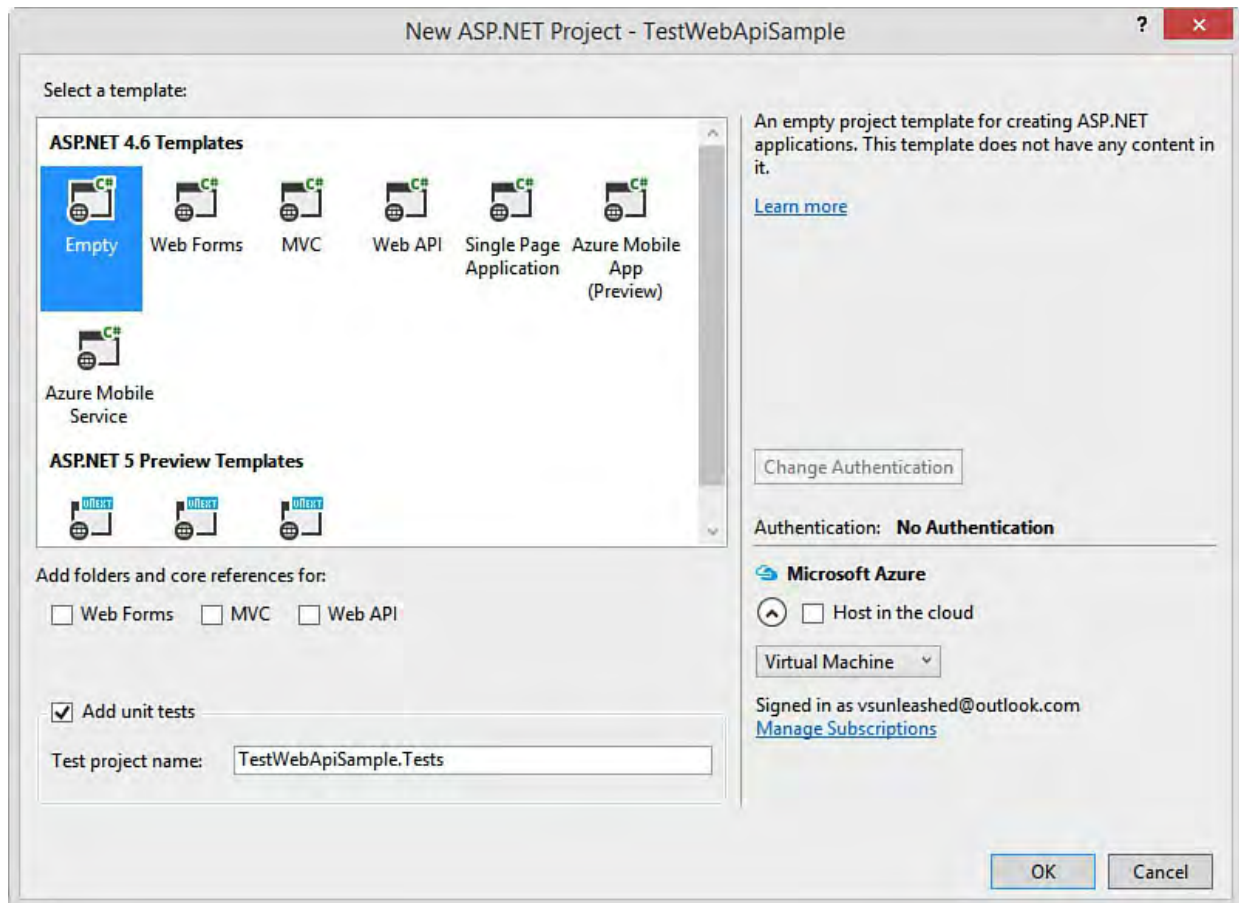 New ASP.NET Project - TestWebApiSample
?
Select a template:
ASP.NET 4.6 Templates
C# C# C# C# C# C#
Empty Web Forms MVC Web API Single Page Application Azure Mobile App (Preview)
C#
Azure Mobile
Service
ASP.NET 5 Preview Templates
Add folders and core references for:
Web Forms MVC Web API
Add unit tests
Test project name: TestWebApiSample.Tests
An empty project template for creating ASP.NET
applications. This template does not have any content in
it.
Learn more
Change Authentication
Authentication: No Authentication
Microsoft Azure
Host in the cloud
Virtual Machine
Signed in as vsunleashed@outlook.com
Manage Subscriptions
OK Cancel